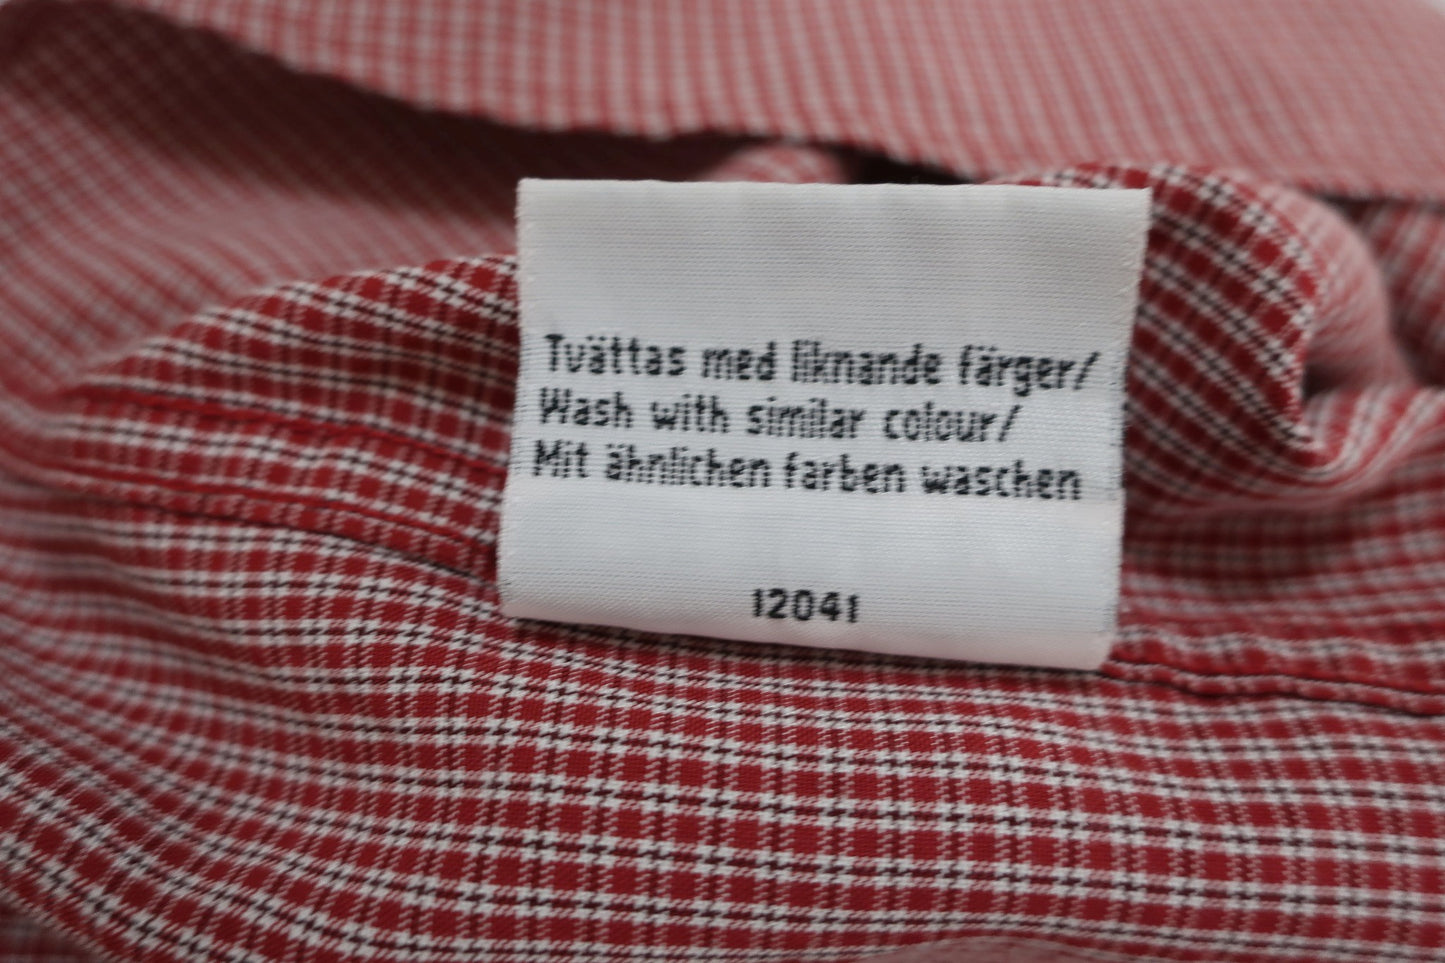 Tvättas med liknande färger/
Wash with similar colour/
Mit ähnlichen farben waschen
12041